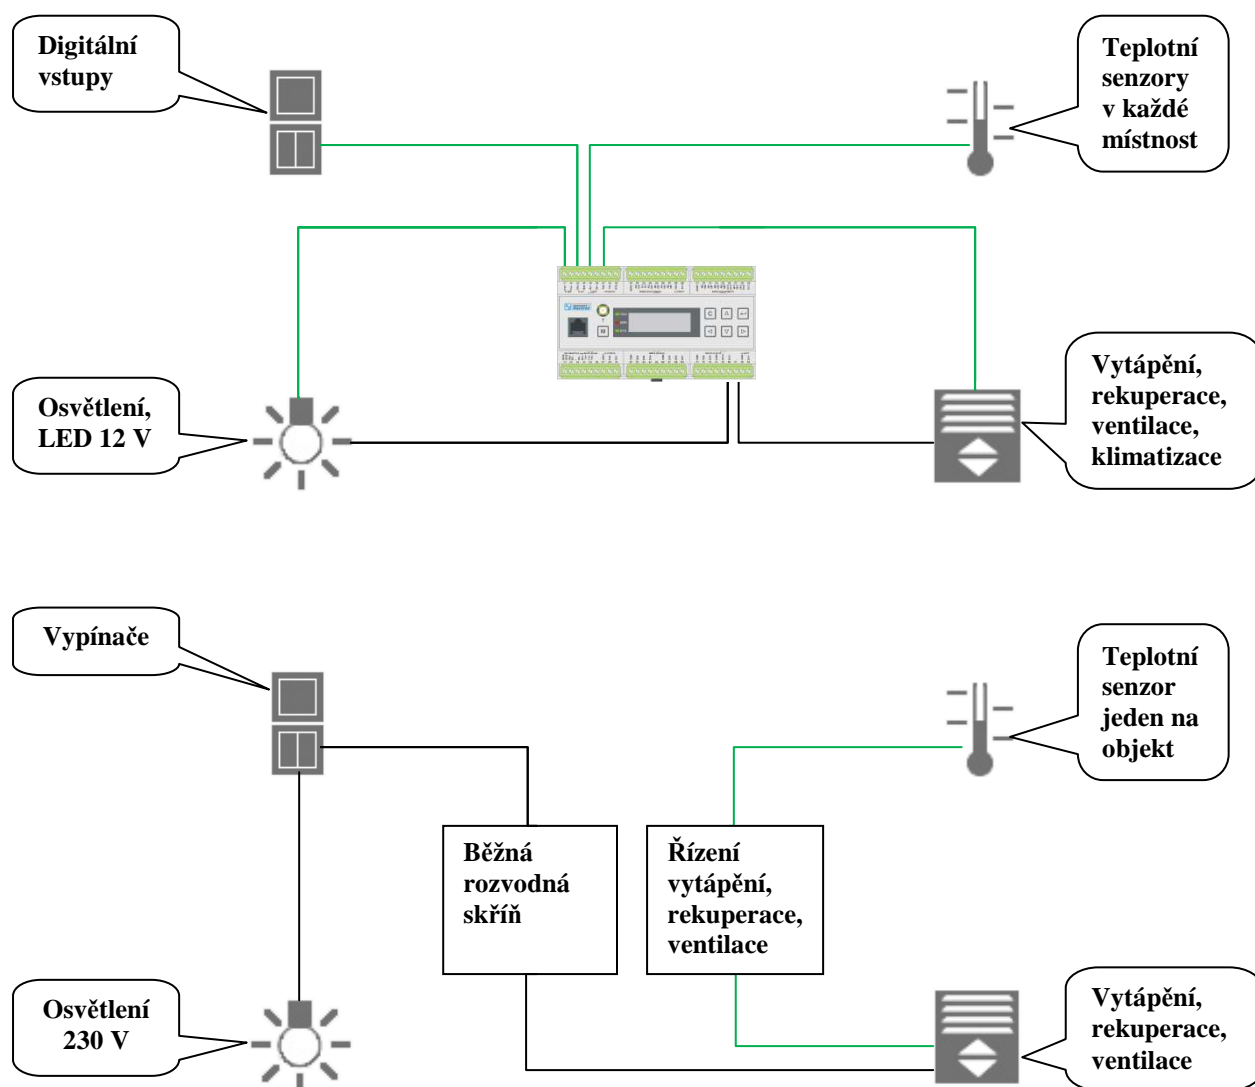 Digitální
vstupy
Teplotní
senzory
v každé
místnost
Osvětlení,
LED 12 V
Vytápění,
rekuperace,
ventilace,
klimatizace
Vypínače
Teplotní
senzor
jeden na
objekt
Běžná
rozvodná
skříň
Řízení
vytápění,
rekuperace,
ventilace
Osvětlení
230 V
Vytápění,
rekuperace,
ventilace